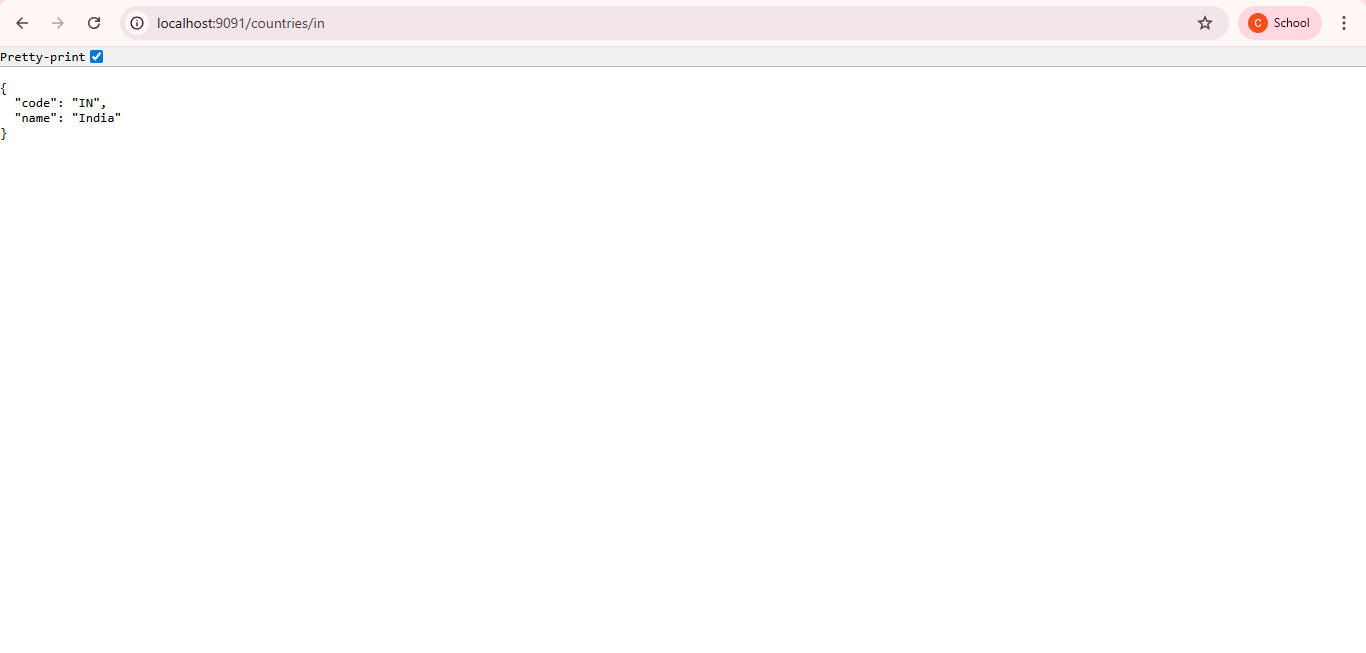 localhost:9091/countries/in
C School
Pretty-print
{
  "code": "IN",
  "name": "India"
}